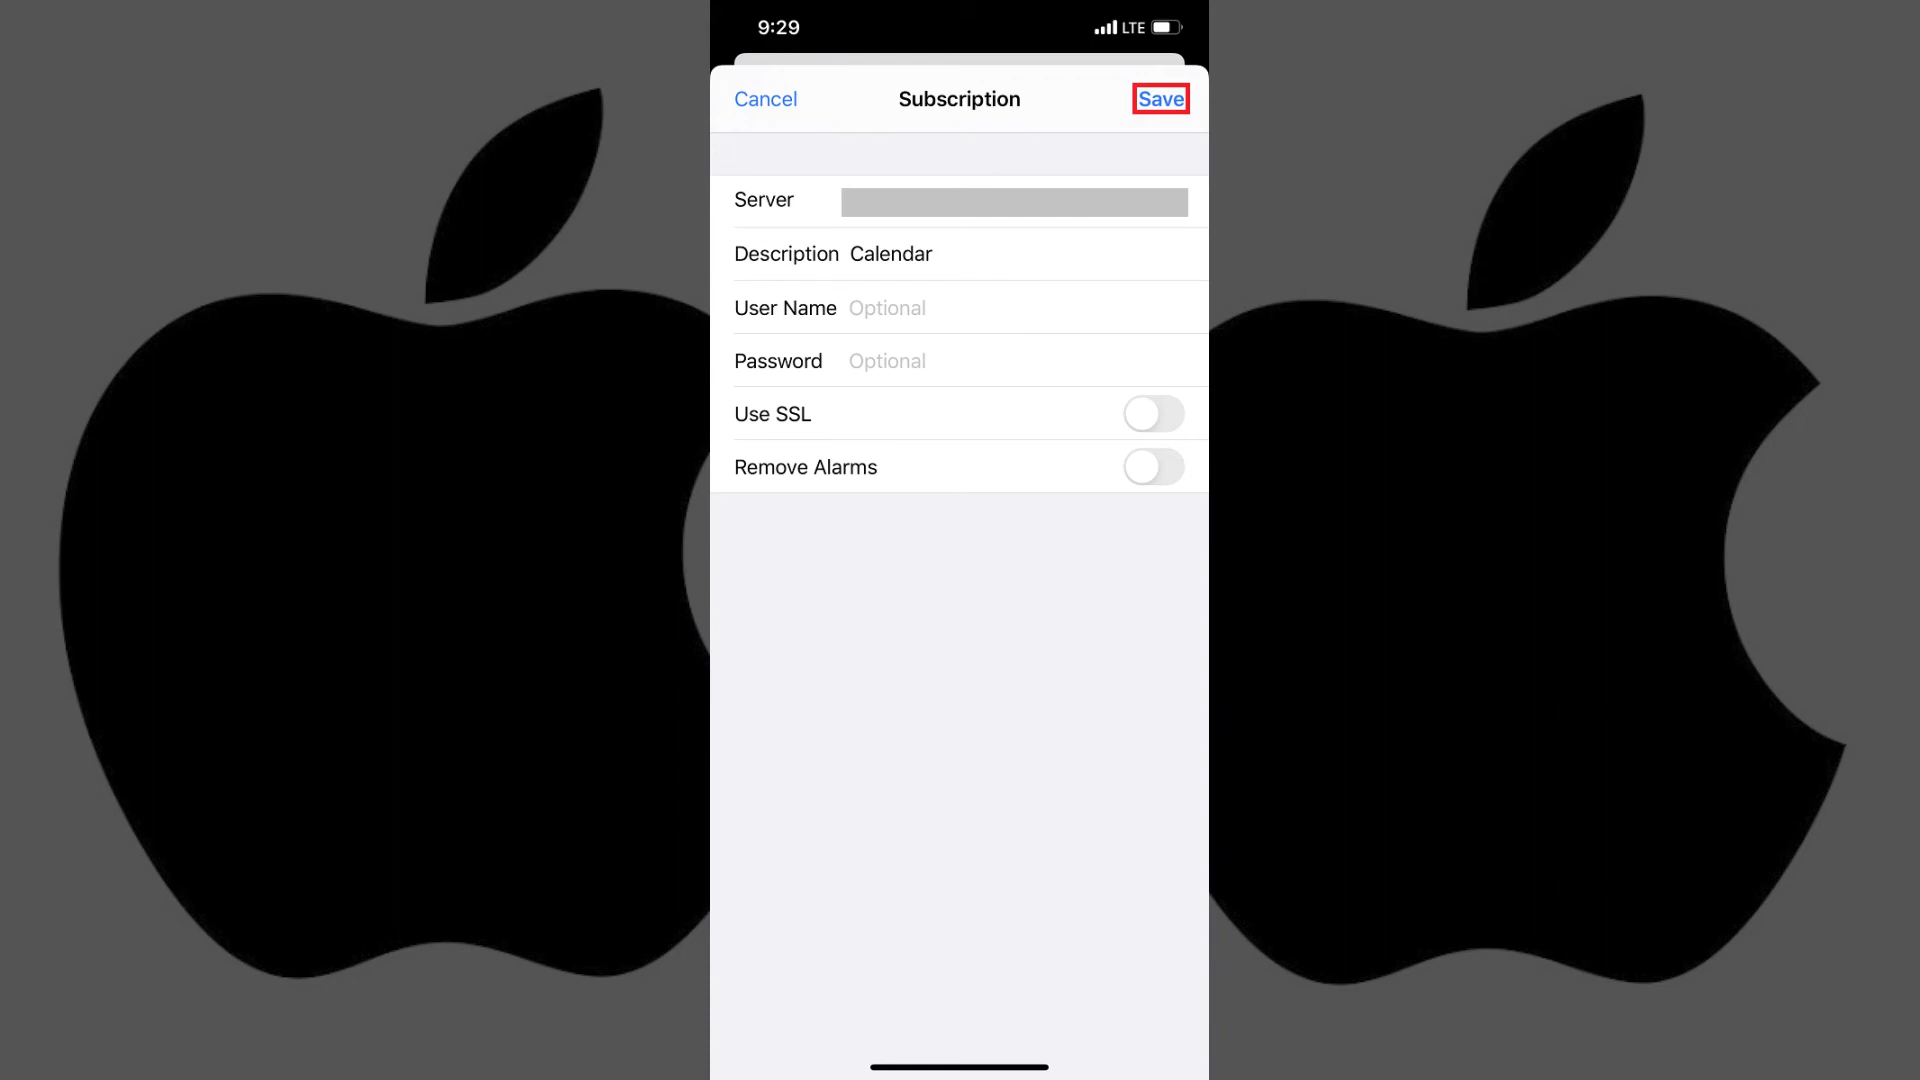 9:29 LTE
Cancel Subscription Save
Server
Description Calendar
User Name Optional
Password Optional
Use SSL
Remove Alarms